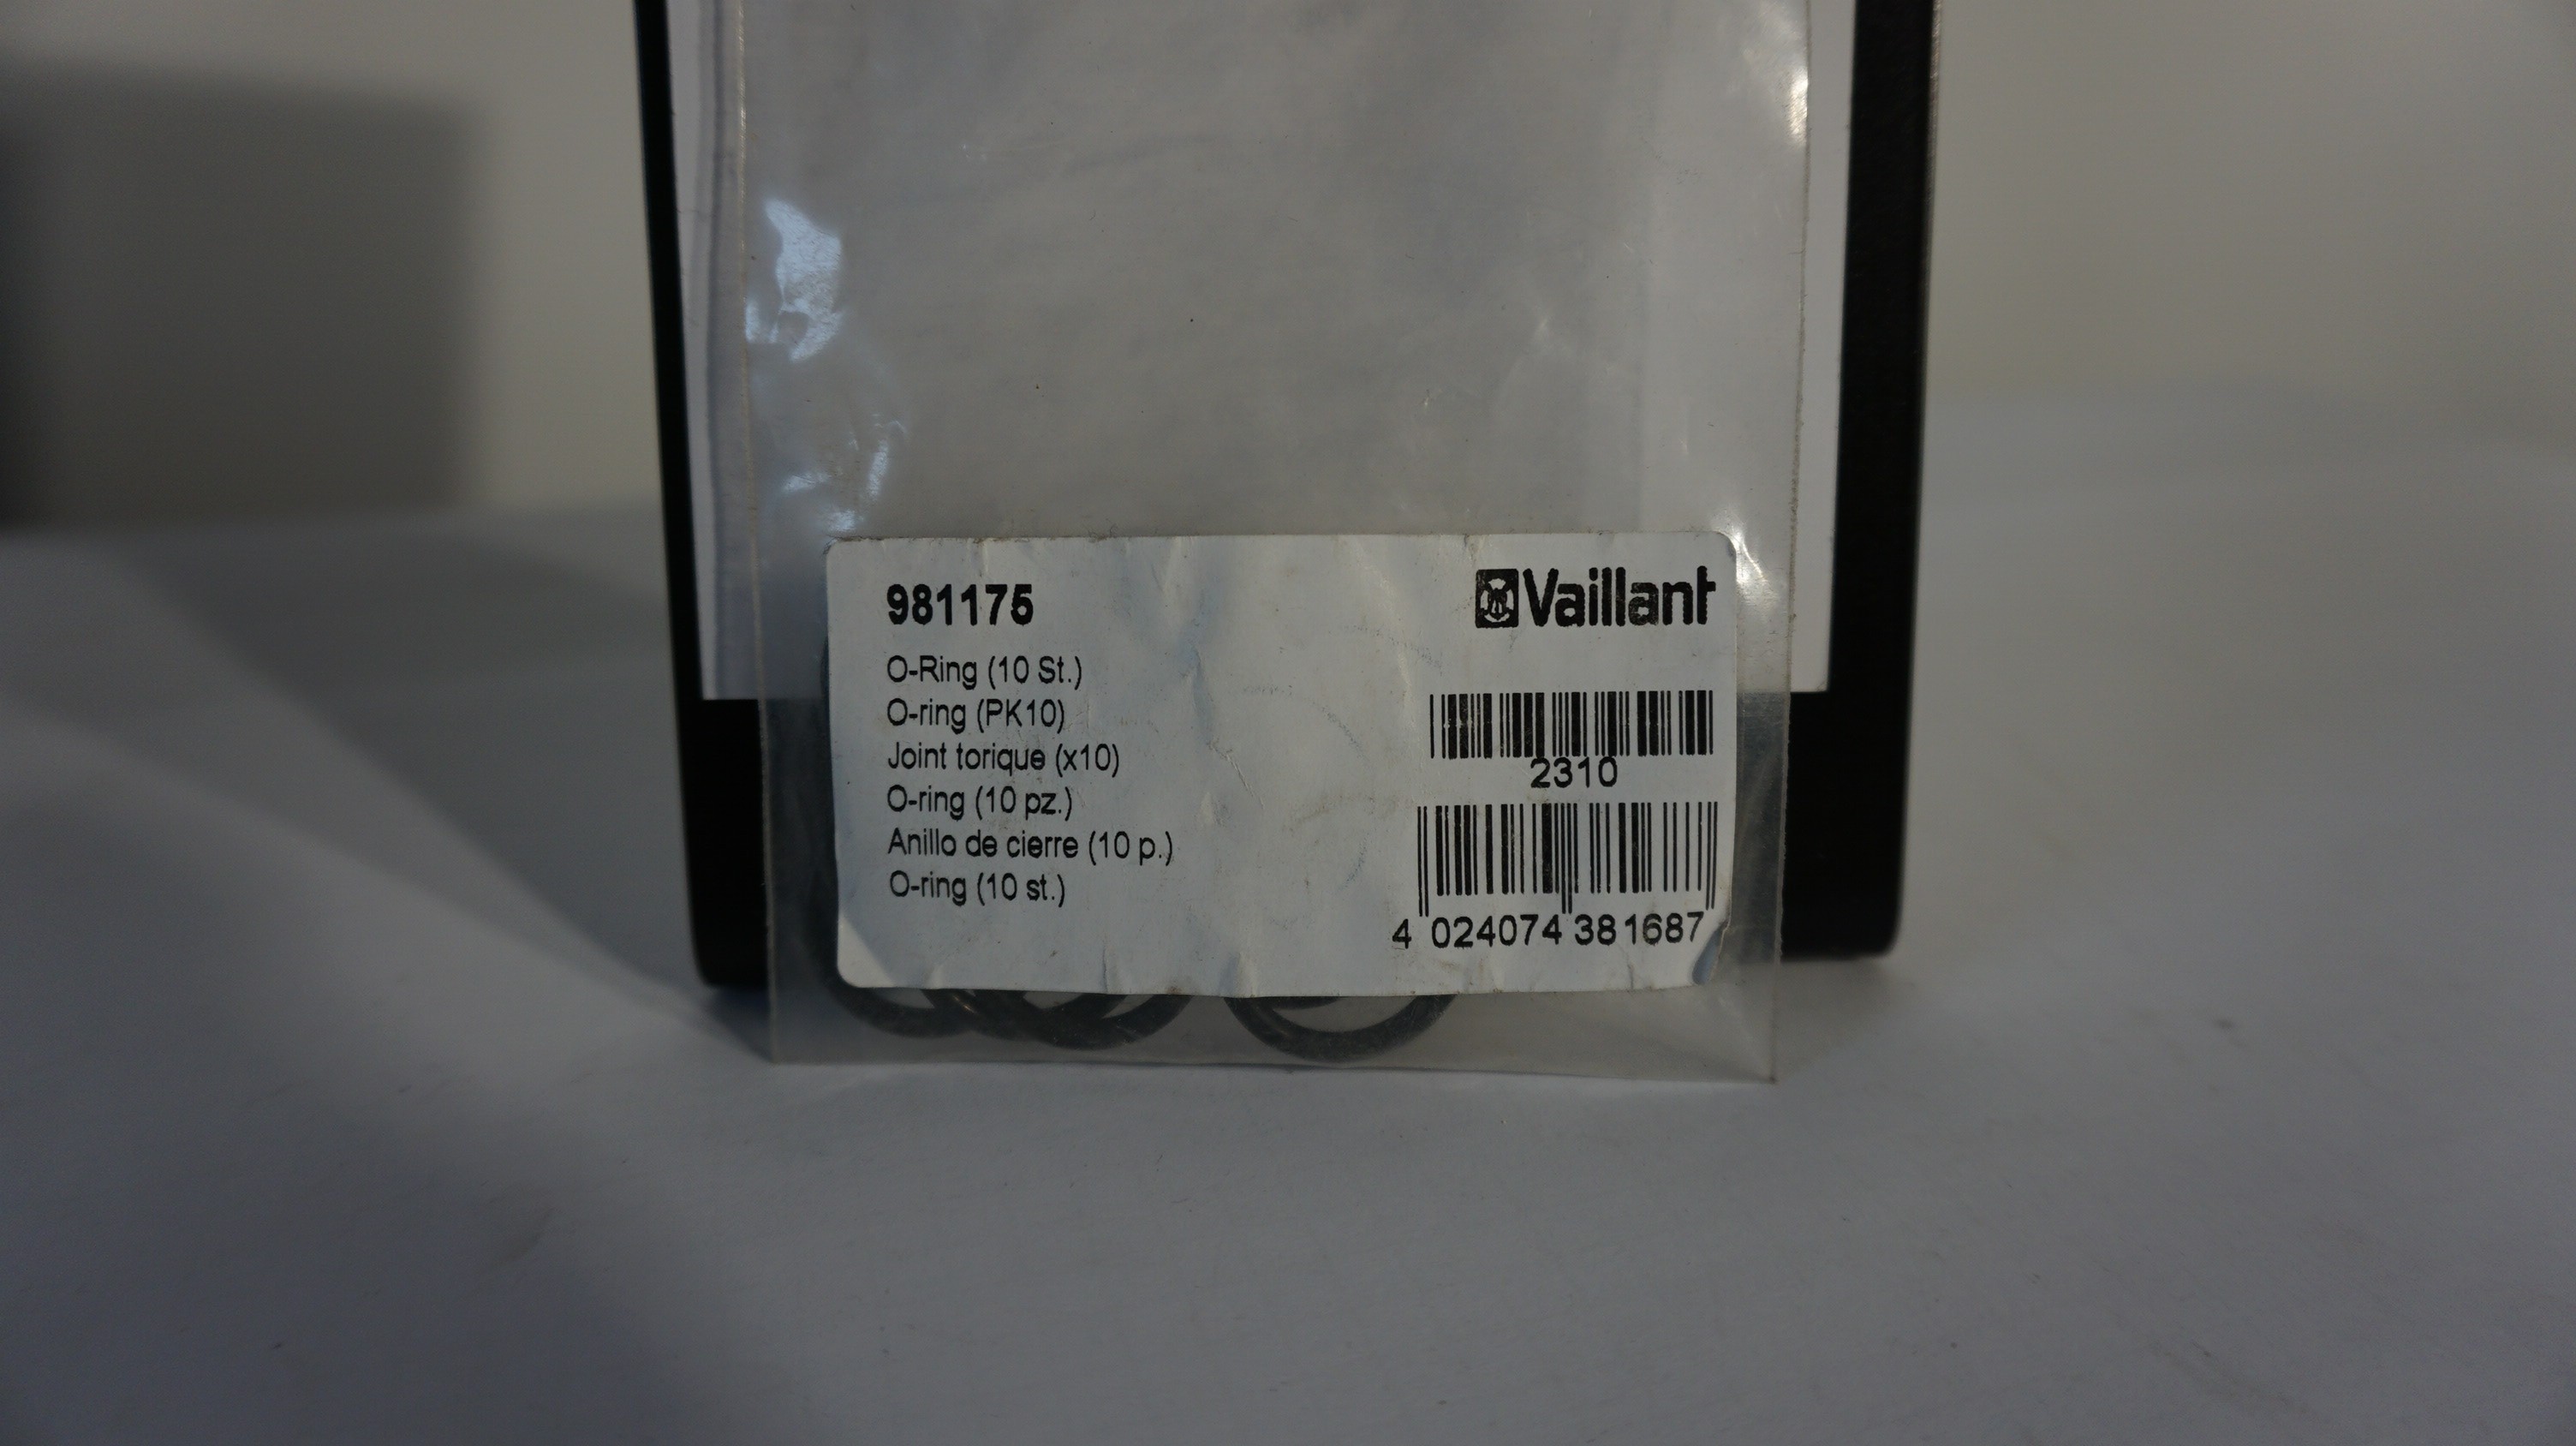 981175
Vaillant
O-Ring (10 St.)
O-ring (PK10)
Joint torique (x10)
O-ring (10 pz.)
Anillo de cierre (10 p.)
O-ring (10 st.)
2310
4 024074 381687